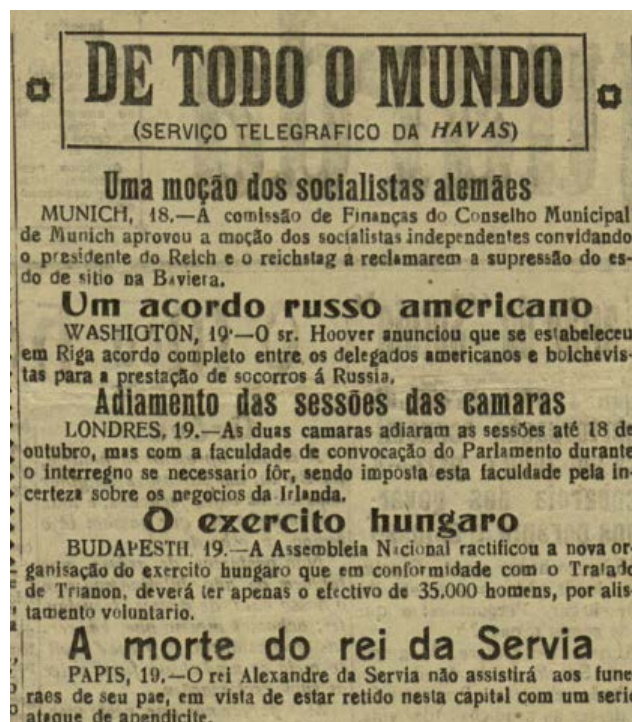 DE TODO O MUNDO
(SERVIÇO TELEGRAFICO DA HAVAS)
Uma moção dos socialistas alemães
MUNICH, 18.—A comissão de Finanças do Conselho Municipal
de Munich aprovou a moção dos socialistas independentes convidando
o presidente do Reich e o reichstag a reclamarem a supressão do es-
do de sitio na Baviera.
Um acordo russo americano
WASHIGTON, 19—O sr. Hoover anunciou que se estabeleceu
em Riga acordo completo entre os delegados americanos e bolchevis-
tas para a prestação de socorros á Russia.
Adiamento das sessões das camaras
LONDRES, 19.—As duas camaras adiaram as sessões até 18 de
outubro, mas com a faculdade de convocação do Parlamento durante
o interregno se necessario fôr, sendo imposta esta faculdade pela in-
certeza sobre os negocios da Irlanda.
O exercito hungaro
BUDAPESTH 19.—A Assembleia Nacional ractificou a nova or-
ganisação do exercito hungaro que em conformidade com o Tratado
de Trianon, deverá ter apenas o efectivo de 35.000 homens, por alis-
tamento voluntario.
A morte do rei da Servia
PAPIS, 19.—O rei Alexandre da Servia não assistirá aos fune
raes de seu pae, em vista de estar retido nesta capital com um serio
ataque de apendicite.